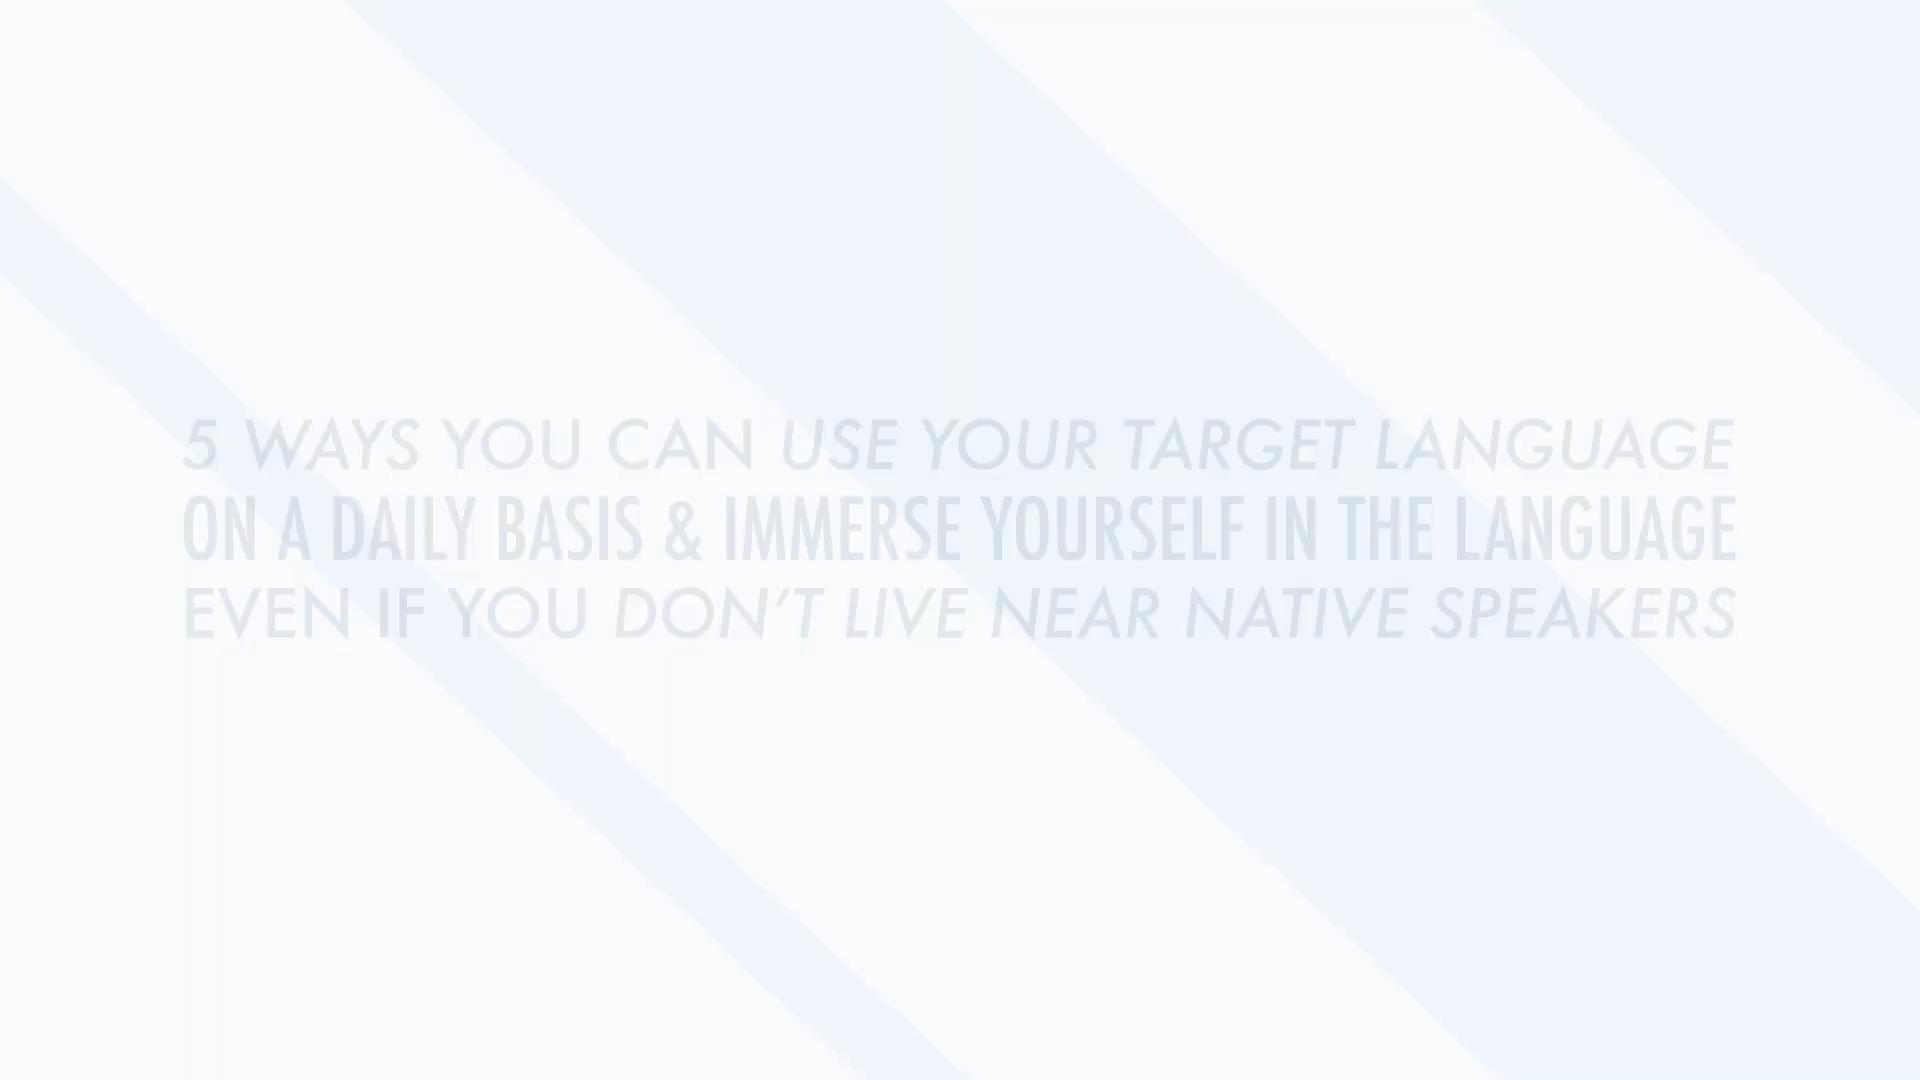 5 WAYS YOU CAN USE YOUR TARGET LANGUAGE
ON A DAILY BASIS & IMMERSE YOURSELF IN THE LANGUAGE
EVEN IF YOU DON'T LIVE NEAR NATIVE SPEAKERS